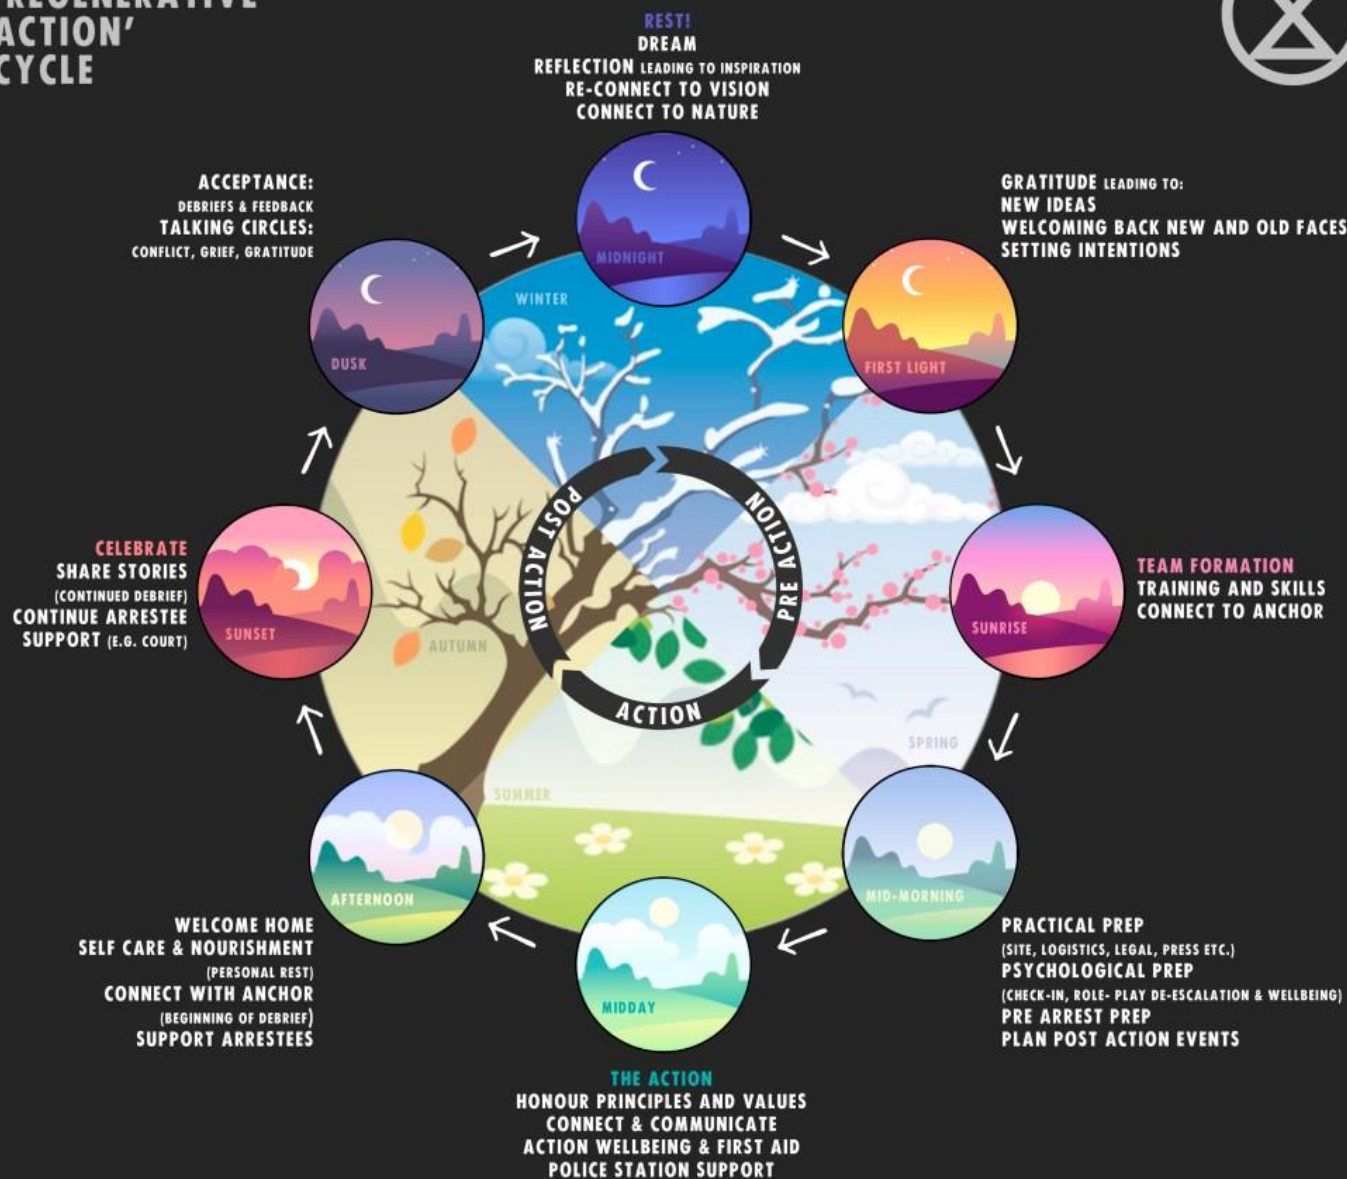 'REGENERATIVE
ACTION'
CYCLE
REST!
DREAM
REFLECTION LEADING TO INSPIRATION
RE-CONNECT TO VISION
CONNECT TO NATURE
MIDNIGHT
GRATITUDE LEADING TO:
NEW IDEAS
WELCOMING BACK NEW AND OLD FACES
SETTING INTENTIONS
FIRST LIGHT
TEAM FORMATION
TRAINING AND SKILLS
CONNECT TO ANCHOR
SUNRISE
PRACTICAL PREP
(SITE, LOGISTICS, LEGAL, PRESS ETC.)
PSYCHOLOGICAL PREP
(CHECK-IN, ROLE- PLAY DE-ESCALATION & WELLBEING)
PRE ARREST PREP
PLAN POST ACTION EVENTS
MID-MORNING
THE ACTION
HONOUR PRINCIPLES AND VALUES
CONNECT & COMMUNICATE
ACTION WELLBEING & FIRST AID
POLICE STATION SUPPORT
MIDDAY
WELCOME HOME
SELF CARE & NOURISHMENT
(PERSONAL REST)
CONNECT WITH ANCHOR
(BEGINNING OF DEBRIEF)
SUPPORT ARRESTEES
AFTERNOON
CELEBRATE
SHARE STORIES
(CONTINUED DEBRIEF)
CONTINUE ARRESTEE
SUPPORT (E.G. COURT)
SUNSET
ACCEPTANCE:
DEBRIEFS & FEEDBACK
TALKING CIRCLES:
CONFLICT, GRIEF, GRATITUDE
DUSK
WINTER
SPRING
SUMMER
AUTUMN
PRE ACTION
ACTION
POST ACTION